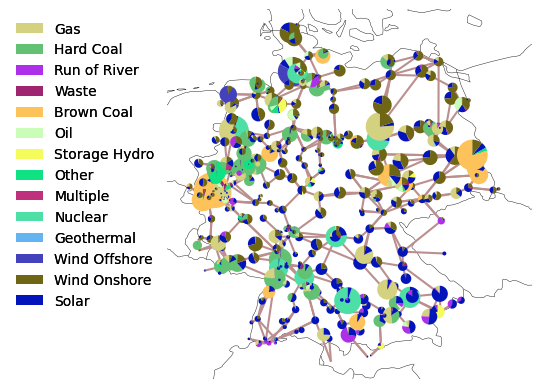 Gas
Hard Coal
Run of River
Waste
Brown Coal
Oil
Storage Hydro
Other
Multiple
Nuclear
Geothermal
Wind Offshore
Wind Onshore
Solar